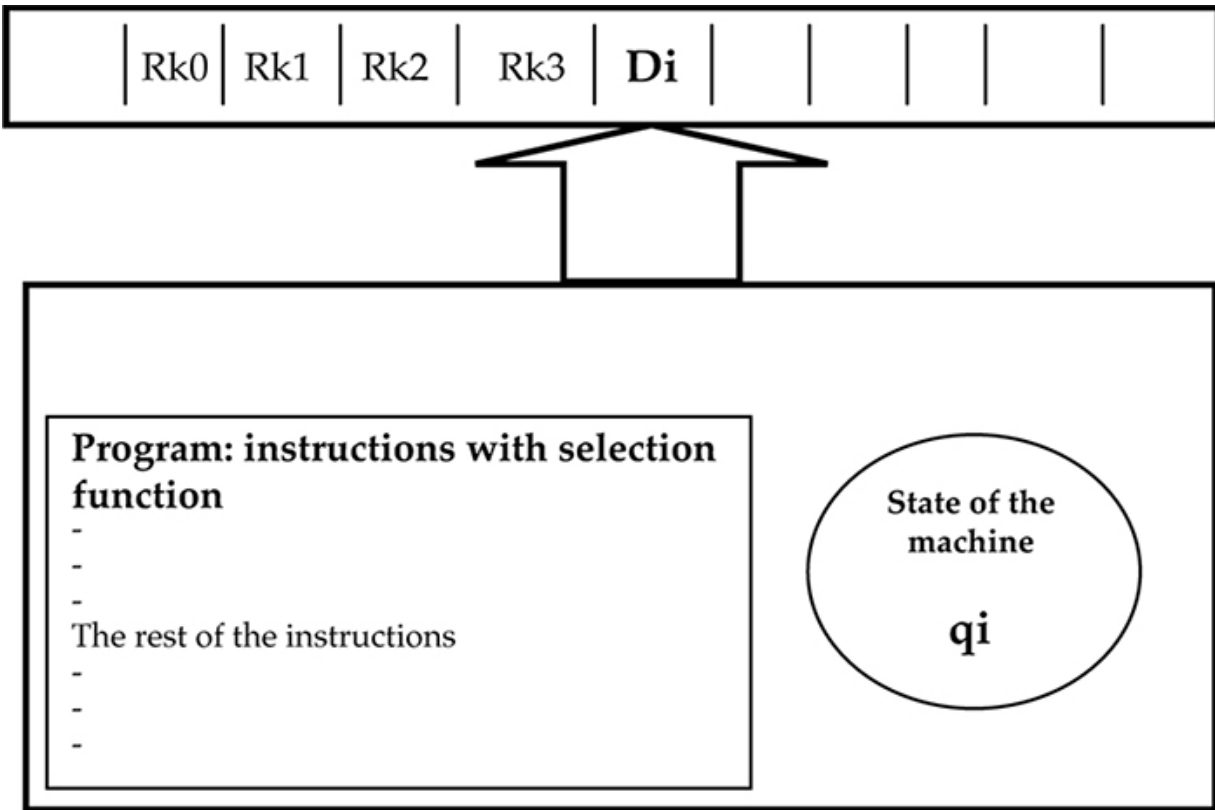 Rk0 Rk1 Rk2 Rk3 Di
Program: instructions with selection
function
-
-
-
The rest of the instructions
-
-
-
State of the
machine
qi